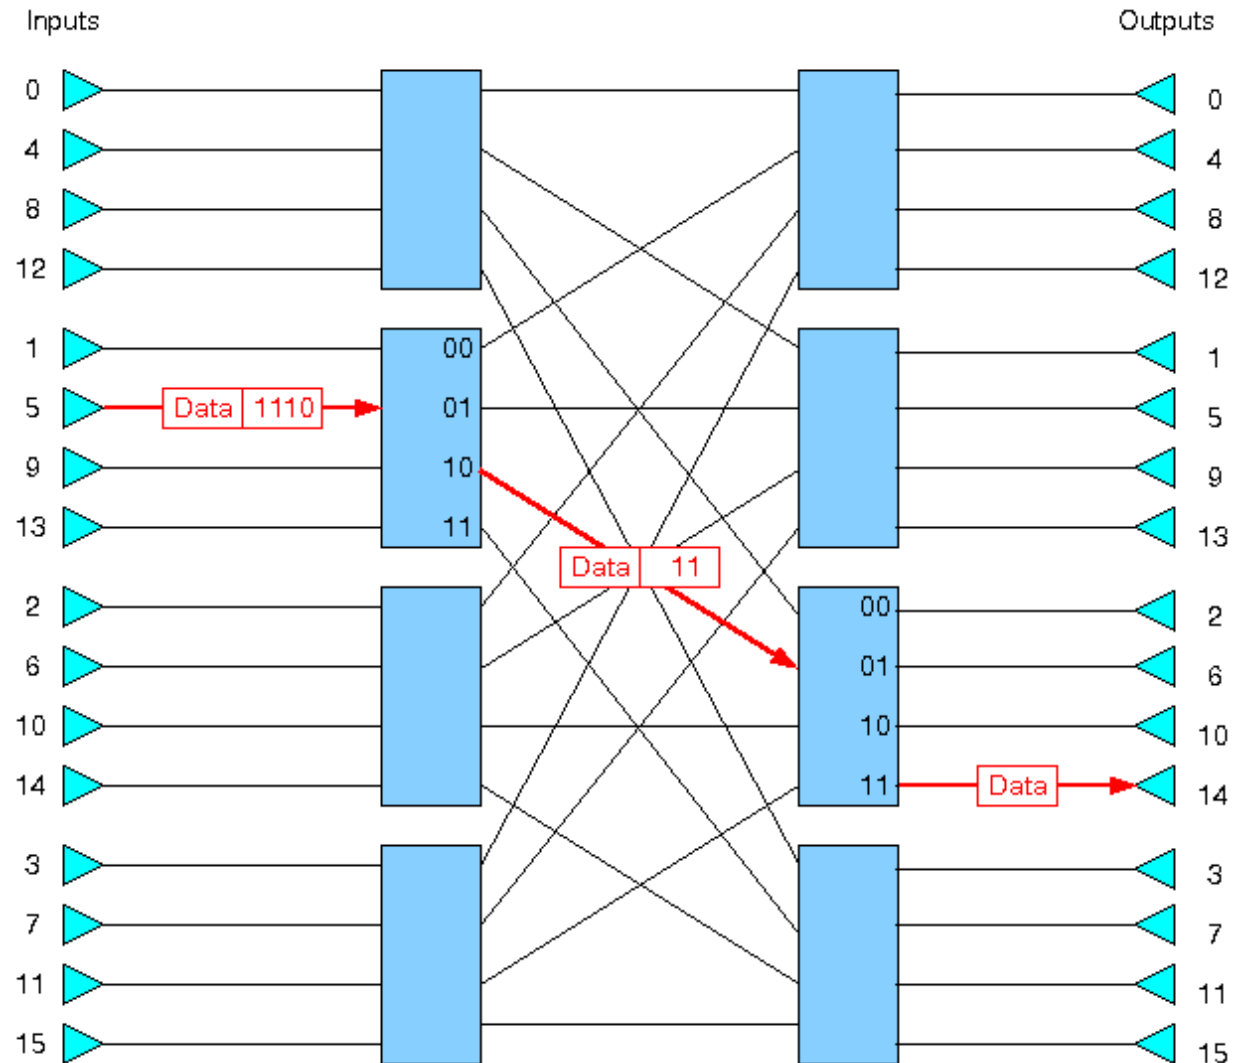 Inputs Outputs
0 0
4 4
8 8
12 12
1 00 1
5 Data 1110 01 5
9 10 9
13 11 13
Data 11
2 00 2
6 01 6
10 10 10
14 11 Data 14
3 3
7 7
11 11
15 15